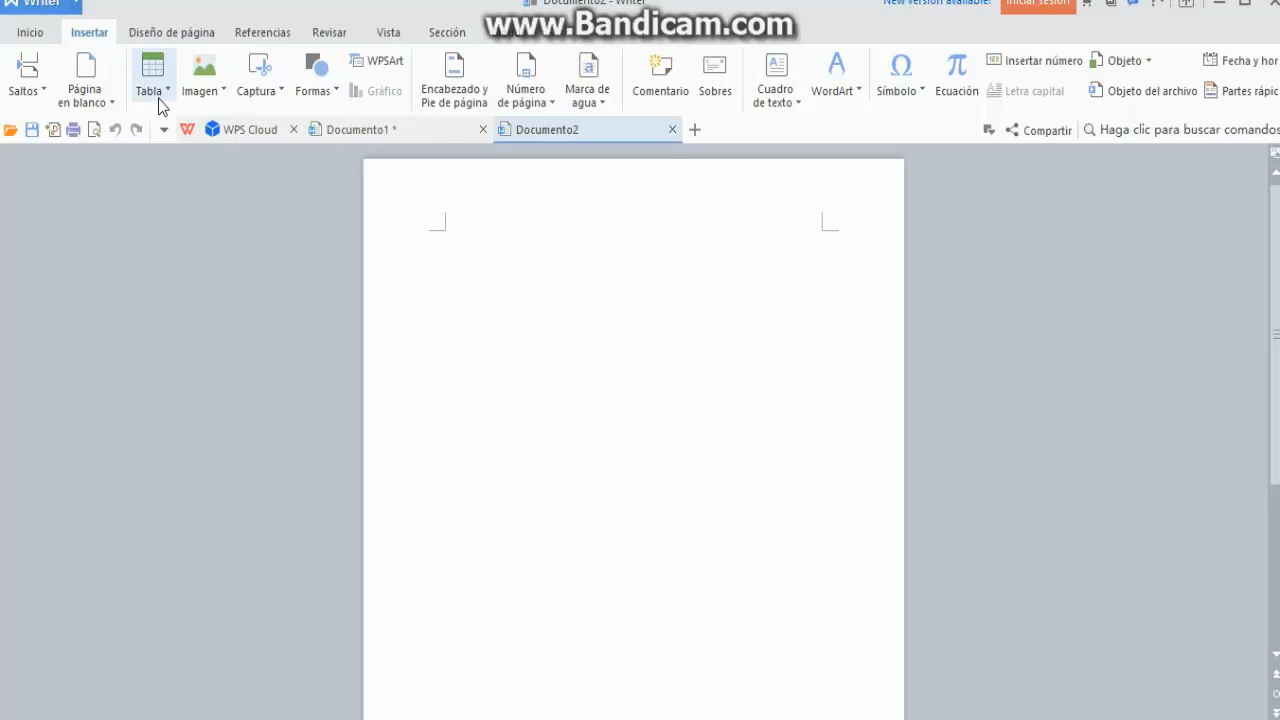 Writer
Documento2 - Writer
New version available!
Iniciar sesión
www.Bandicam.com
Inicio
Insertar
Diseño de página
Referencias
Revisar
Vista
Sección
Saltos
Página
en blanco
Tabla
Imagen
Captura
Formas
WPSArt
Gráfico
Encabezado y
Pie de página
Número
de página
Marca de
agua
Comentario
Sobres
Cuadro
de texto
WordArt
Símbolo
Ecuación
Insertar número
Letra capital
Objeto
Objeto del archivo
Fecha y hor
Partes rápic
WPS Cloud
Documento1 *
Documento2
Compartir
Haga clic para buscar comandos